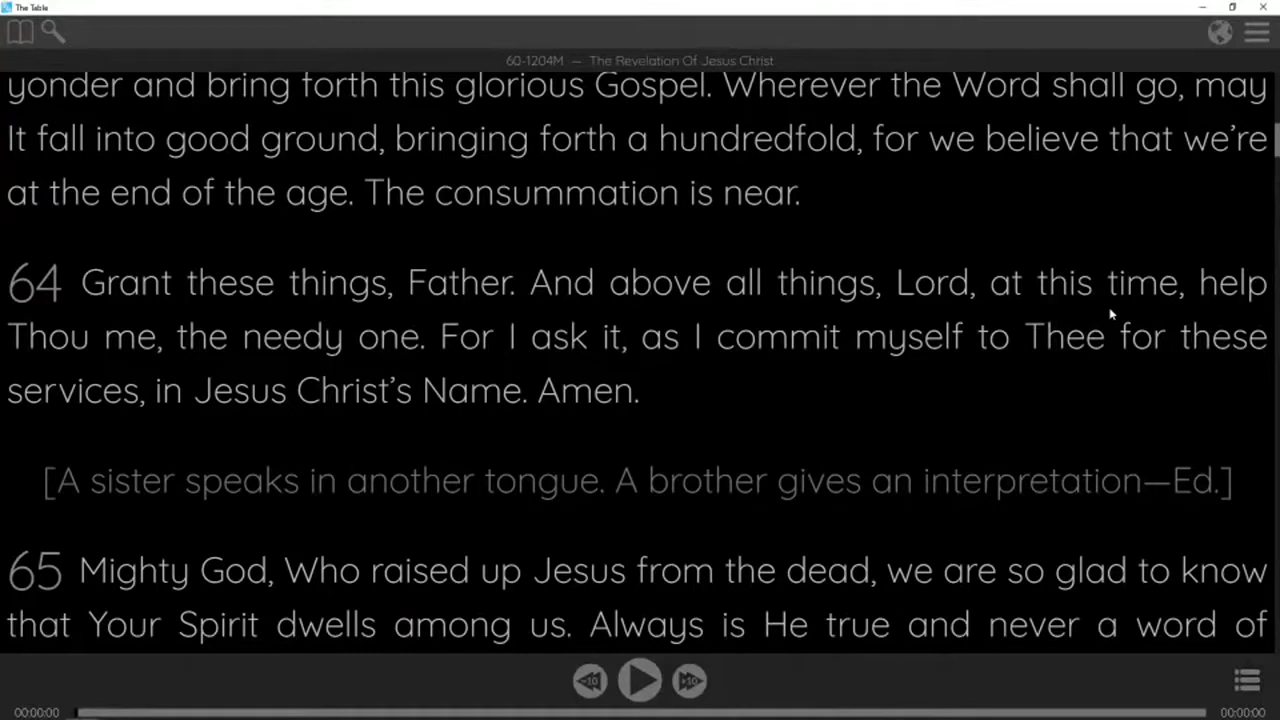 The Table
60-1204M — The Revelation Of Jesus Christ
yonder and bring forth this glorious Gospel. Wherever the Word shall go, may
It fall into good ground, bringing forth a hundredfold, for we believe that we’re
at the end of the age. The consummation is near.
64 Grant these things, Father. And above all things, Lord, at this time, help
Thou me, the needy one. For I ask it, as I commit myself to Thee for these
services, in Jesus Christ’s Name. Amen.
[A sister speaks in another tongue. A brother gives an interpretation—Ed.]
65 Mighty God, Who raised up Jesus from the dead, we are so glad to know
that Your Spirit dwells among us. Always is He true and never a word of
-10 +10
00:00:00 00:00:00